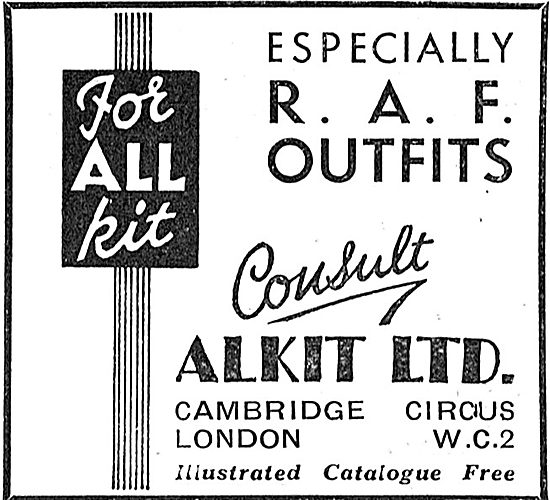 For
ALL
kit
ESPECIALLY
R. A. F.
OUTFITS
Consult
ALKIT LTD.
CAMBRIDGE CIRCUS
LONDON W.C.2
Illustrated Catalogue Free